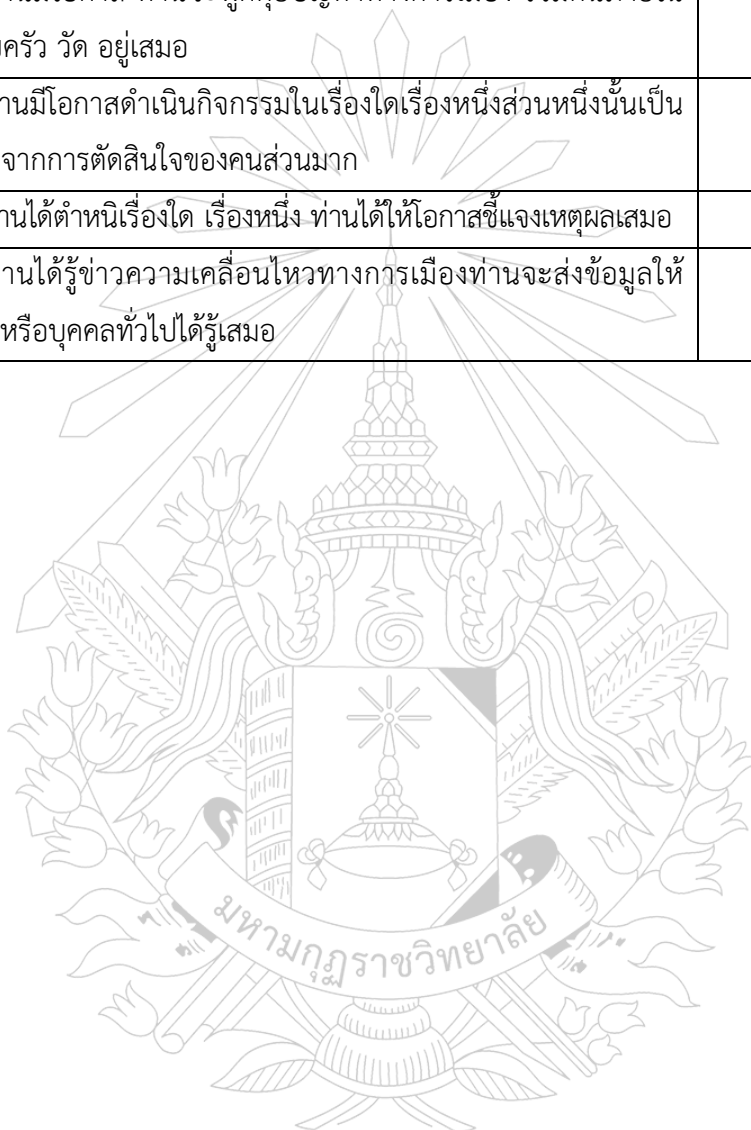 ครัว วัด อยู่เสมอ
านมีโอกาสดำเนินกิจกรรมในเรื่องใดเรื่องหนึ่งส่วนหนึ่งนั้นเป็น
จากการตัดสินใจของคนส่วนมาก
านได้ตำหนิเรื่องใด เรื่องหนึ่ง ท่านได้ให้โอกาสชี้แจงเหตุผลเสมอ
านได้รู้ข่าวความเคลื่อนไหวทางการเมืองท่านจะส่งข้อมูลให้
หรือบุคคลทั่วไปได้รู้เสมอ
มหามกุฏราชวิทยาลัย